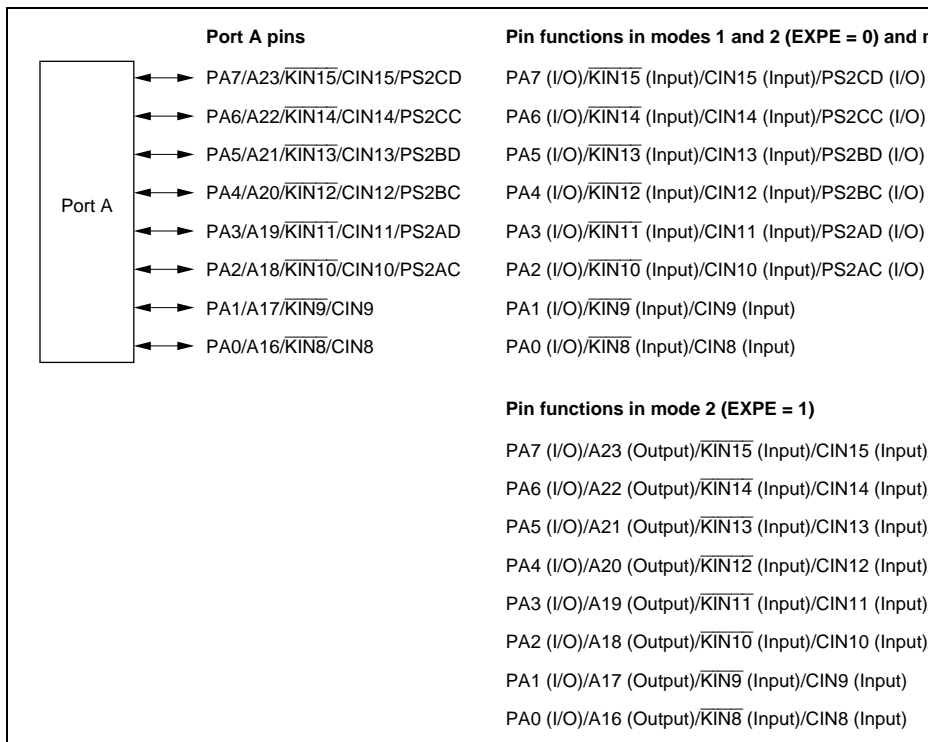 Port A pins
Port A
PA7/A23/KIN15/CIN15/PS2CD
PA6/A22/KIN14/CIN14/PS2CC
PA5/A21/KIN13/CIN13/PS2BD
PA4/A20/KIN12/CIN12/PS2BC
PA3/A19/KIN11/CIN11/PS2AD
PA2/A18/KIN10/CIN10/PS2AC
PA1/A17/KIN9/CIN9
PA0/A16/KIN8/CIN8
Pin functions in modes 1 and 2 (EXPE = 0) and
PA7 (I/O)/KIN15 (Input)/CIN15 (Input)/PS2CD (I/O)
PA6 (I/O)/KIN14 (Input)/CIN14 (Input)/PS2CC (I/O)
PA5 (I/O)/KIN13 (Input)/CIN13 (Input)/PS2BD (I/O)
PA4 (I/O)/KIN12 (Input)/CIN12 (Input)/PS2BC (I/O)
PA3 (I/O)/KIN11 (Input)/CIN11 (Input)/PS2AD (I/O)
PA2 (I/O)/KIN10 (Input)/CIN10 (Input)/PS2AC (I/O)
PA1 (I/O)/KIN9 (Input)/CIN9 (Input)
PA0 (I/O)/KIN8 (Input)/CIN8 (Input)
Pin functions in mode 2 (EXPE = 1)
PA7 (I/O)/A23 (Output)/KIN15 (Input)/CIN15 (Input)
PA6 (I/O)/A22 (Output)/KIN14 (Input)/CIN14 (Input)
PA5 (I/O)/A21 (Output)/KIN13 (Input)/CIN13 (Input)
PA4 (I/O)/A20 (Output)/KIN12 (Input)/CIN12 (Input)
PA3 (I/O)/A19 (Output)/KIN11 (Input)/CIN11 (Input)
PA2 (I/O)/A18 (Output)/KIN10 (Input)/CIN10 (Input)
PA1 (I/O)/A17 (Output)/KIN9 (Input)/CIN9 (Input)
PA0 (I/O)/A16 (Output)/KIN8 (Input)/CIN8 (Input)